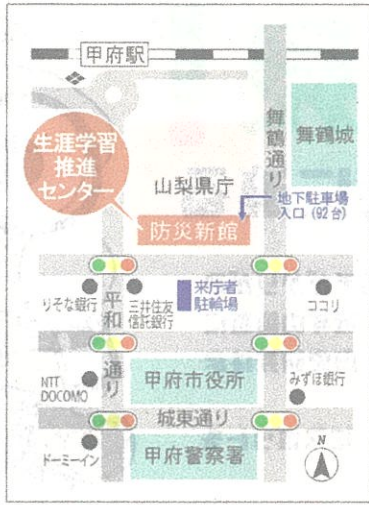 甲府駅
舞鶴通り
舞鶴城
生涯学習
推進
センター
山梨県庁
地下駐車場
入口(92台)
防災新館
りそな銀行
平和通り
三井住友
信託銀行
来庁者
駐輪場
ココリ
NTT
DOCOMO
甲府市役所
みずほ銀行
城東通り
ドーミーイン
甲府警察署
N